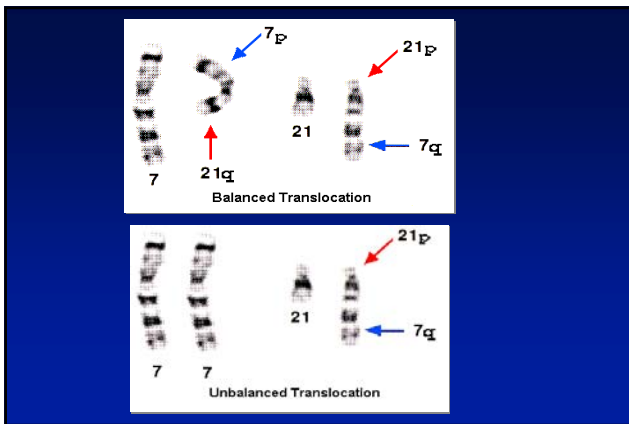 7p
21p
21
7q
7
21q
Balanced Translocation
21p
21
7q
7 7
Unbalanced Translocation